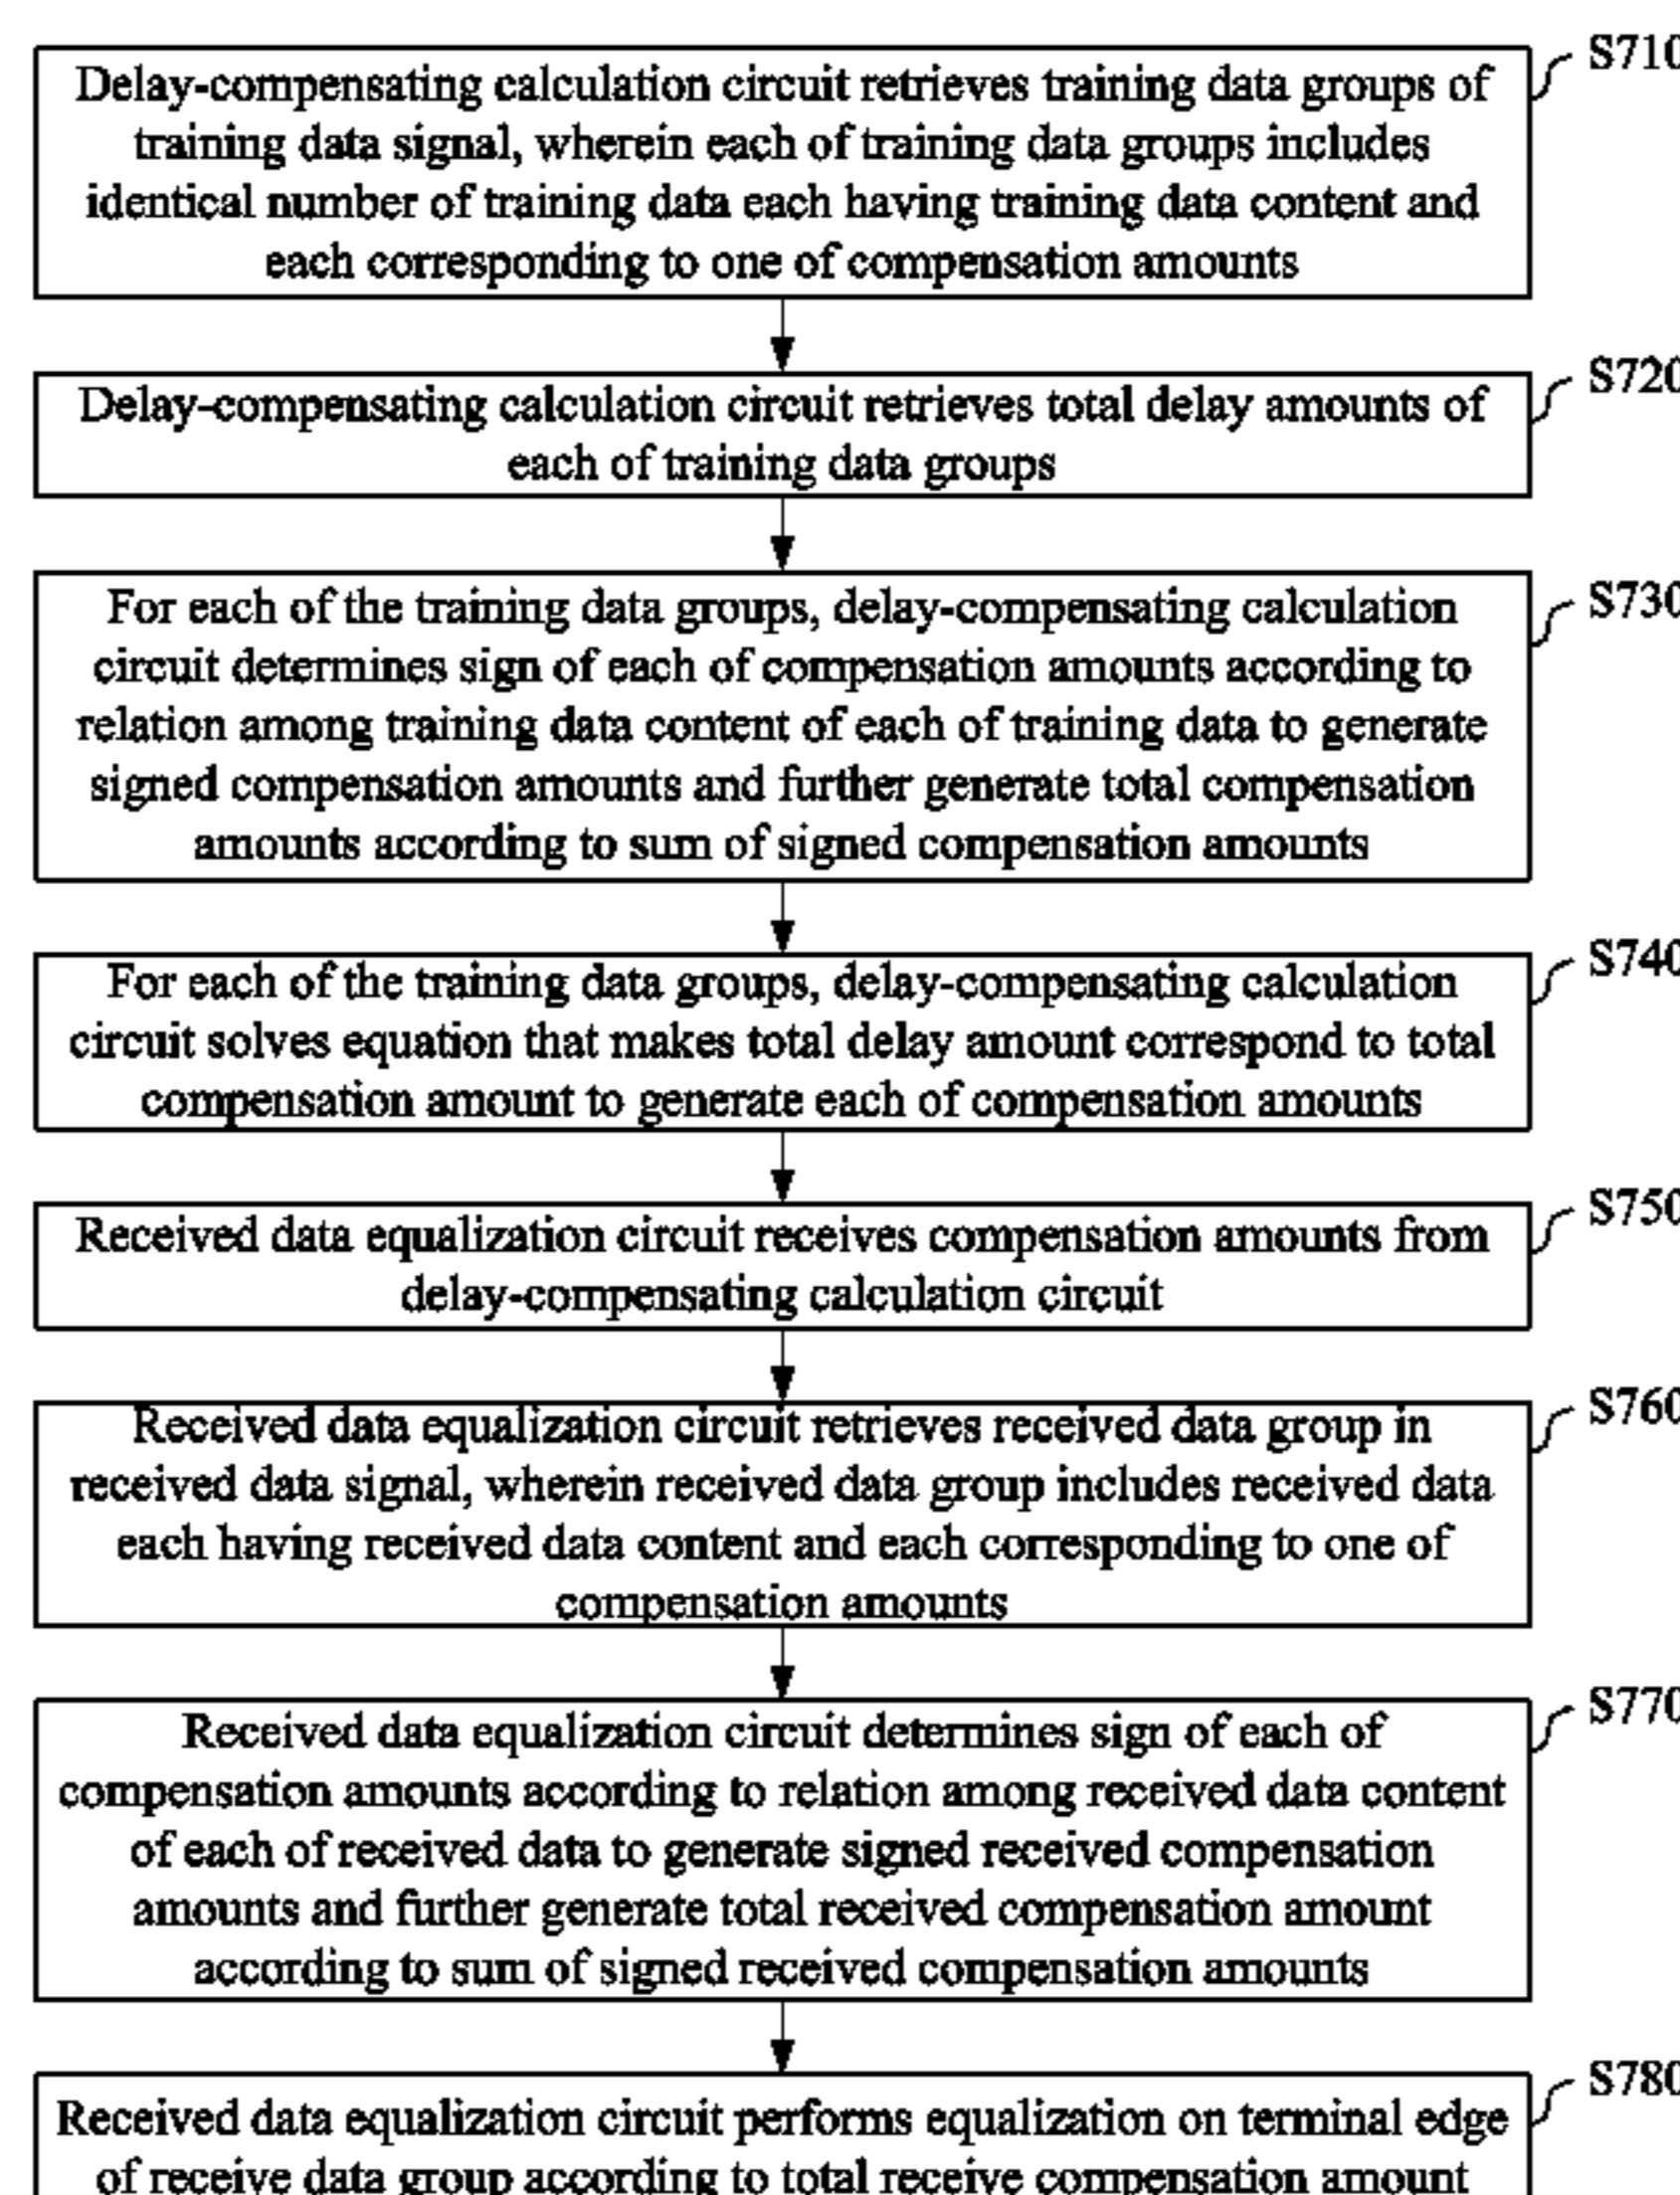 S710
Delay-compensating calculation circuit retrieves training data groups of
training data signal, wherein each of training data groups includes
identical number of training data each having training data content and
each corresponding to one of compensation amounts
S720
Delay-compensating calculation circuit retrieves total delay amounts of
each of training data groups
S730
For each of the training data groups, delay-compensating calculation
circuit determines sign of each of compensation amounts according to
relation among training data content of each of training data to generate
signed compensation amounts and further generate total compensation
amounts according to sum of signed compensation amounts
S740
For each of the training data groups, delay-compensating calculation
circuit solves equation that makes total delay amount correspond to total
compensation amount to generate each of compensation amounts
S750
Received data equalization circuit receives compensation amounts from
delay-compensating calculation circuit
S760
Received data equalization circuit retrieves received data group in
received data signal, wherein received data group includes received data
each having received data content and each corresponding to one of
compensation amounts
S770
Received data equalization circuit determines sign of each of
compensation amounts according to relation among received data content
of each of received data to generate signed received compensation
amounts and further generate total received compensation amount
according to sum of signed received compensation amounts
S780
Received data equalization circuit performs equalization on terminal edge
of receive data group according to total receive compensation amount